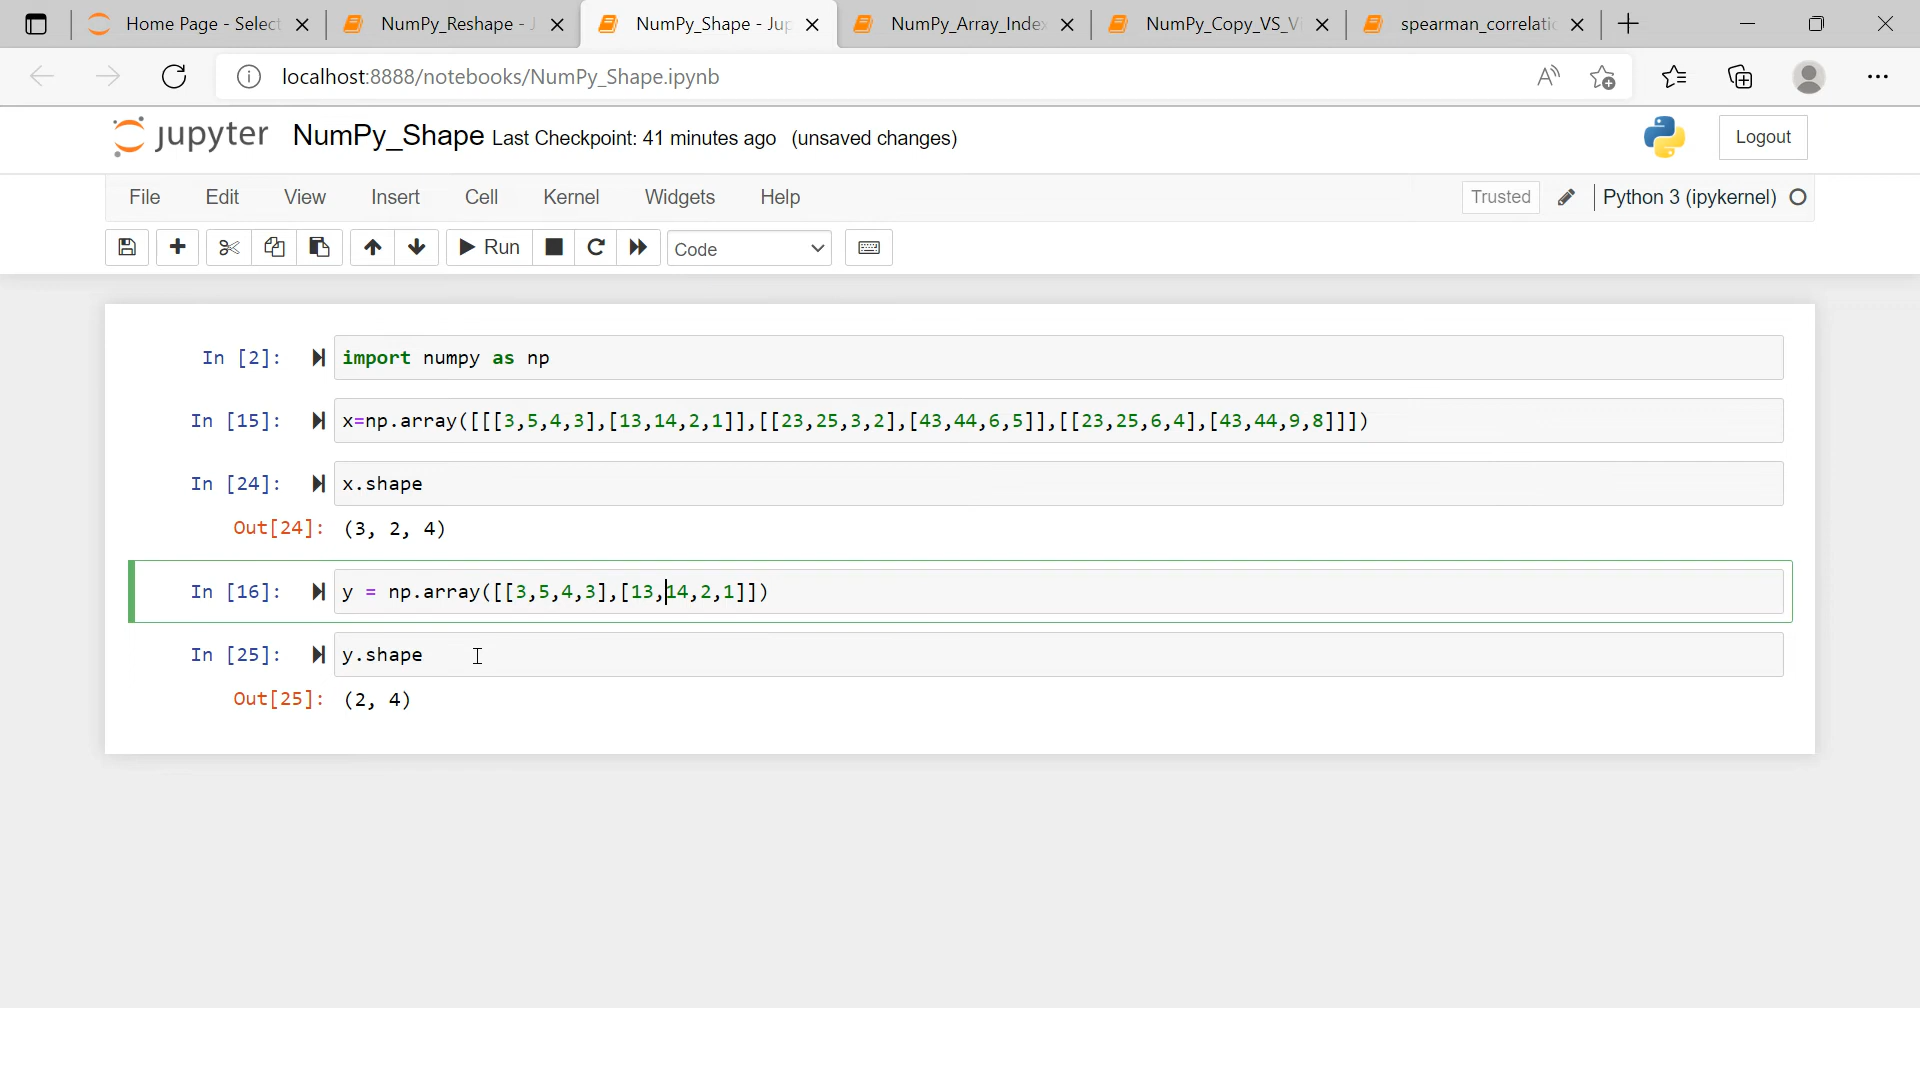 Home Page - Select
NumPy_Reshape - J
NumPy_Shape - Jup
NumPy_Array_Index
NumPy_Copy_VS_Vi
spearman_correlatio
localhost:8888/notebooks/NumPy_Shape.ipynb
jupyter NumPy_Shape Last Checkpoint: 41 minutes ago (unsaved changes)
Logout
File Edit View Insert Cell Kernel Widgets Help
Trusted Python 3 (ipykernel)
Run Code
In [2]: import numpy as np
In [15]: x=np.array([[[3,5,4,3],[13,14,2,1]],[[23,25,3,2],[43,44,6,5]],[[23,25,6,4],[43,44,9,8]]])
In [24]: x.shape
Out[24]: (3, 2, 4)
In [16]: y = np.array([[3,5,4,3],[13,14,2,1]])
In [25]: y.shape
Out[25]: (2, 4)